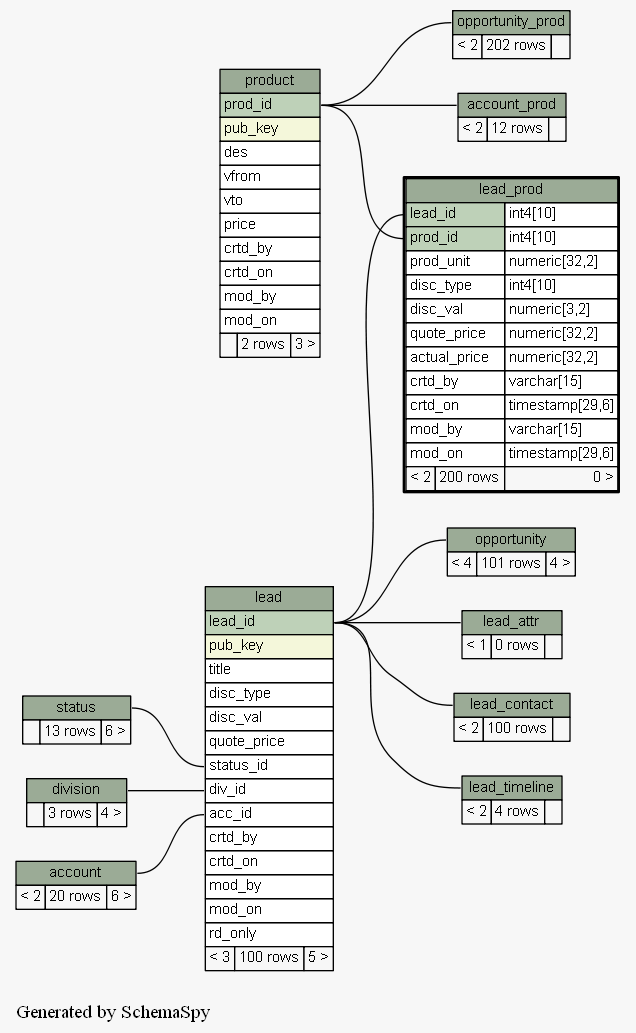 opportunity_prod
< 2 202 rows
product
prod_id
pub_key
des
vfrom
vto
price
crtd_by
crtd_on
mod_by
mod_on
2 rows 3 >
account_prod
< 2 12 rows
lead_prod
lead_id int4[10]
prod_id int4[10]
prod_unit numeric[32,2]
disc_type int4[10]
disc_val numeric[3,2]
quote_price numeric[32,2]
actual_price numeric[32,2]
crtd_by varchar[15]
crtd_on timestamp[29,6]
mod_by varchar[15]
mod_on timestamp[29,6]
< 2 200 rows 0 >
opportunity
< 4 101 rows 4 >
lead_attr
< 1 0 rows
lead_contact
< 2 100 rows
lead_timeline
< 2 4 rows
lead
lead_id
pub_key
title
disc_type
disc_val
quote_price
status_id
div_id
acc_id
crtd_by
crtd_on
mod_by
mod_on
rd_only
< 3 100 rows 5 >
status
13 rows 6 >
division
3 rows 4 >
account
< 2 20 rows 6 >
Generated by SchemaSpy